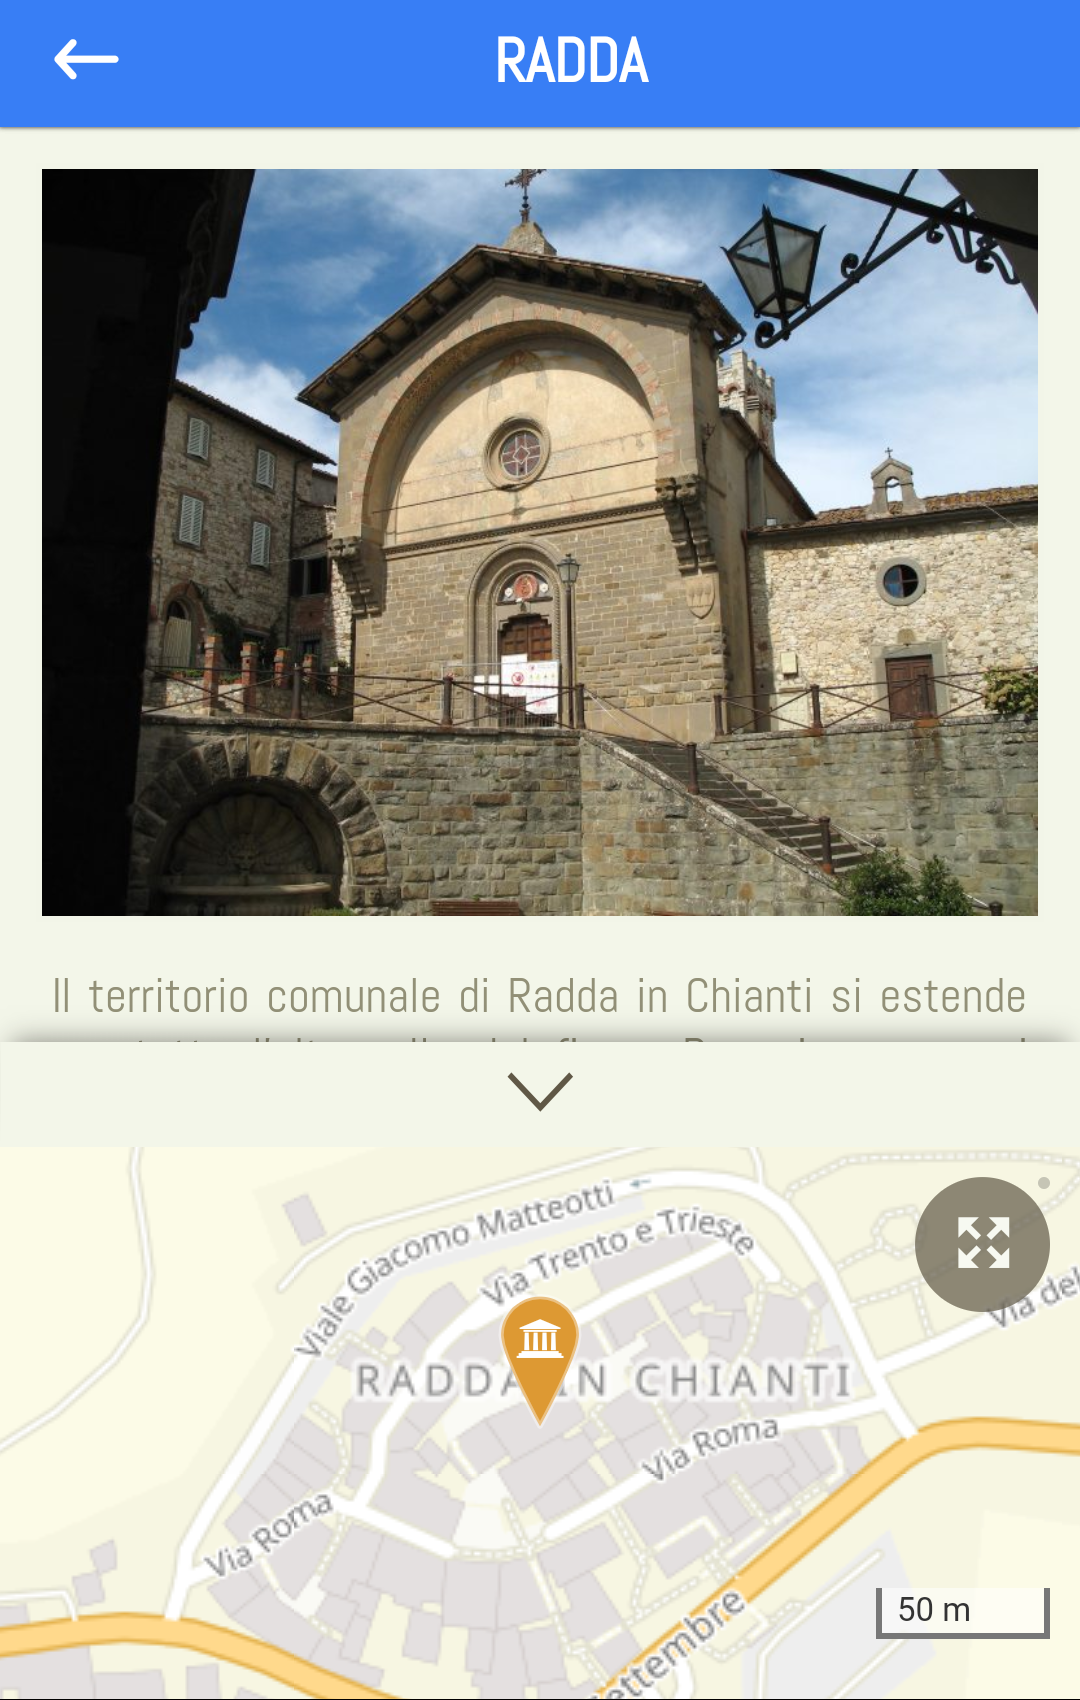 RADDA
Il territorio comunale di Radda in Chianti si estende
Viale Giacomo Matteotti
Via Trento e Trieste
Via del
RADDA IN CHIANTI
Via Roma
Via Roma
50 m
ettembre